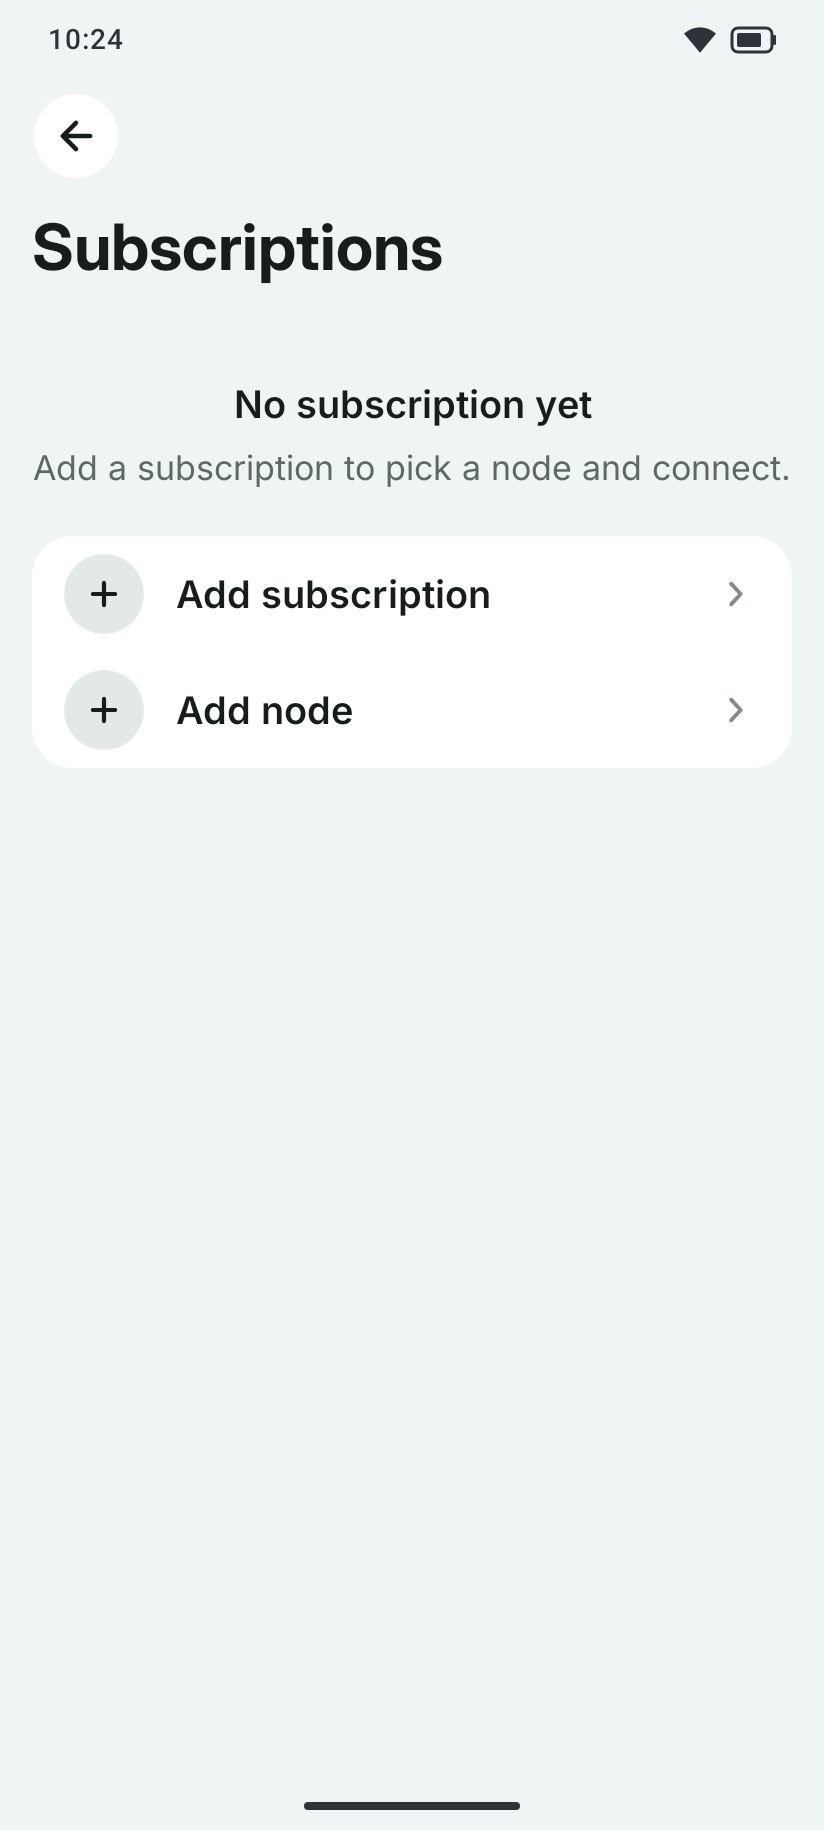 10:24
Subscriptions
No subscription yet
Add a subscription to pick a node and connect.
Add subscription
Add node